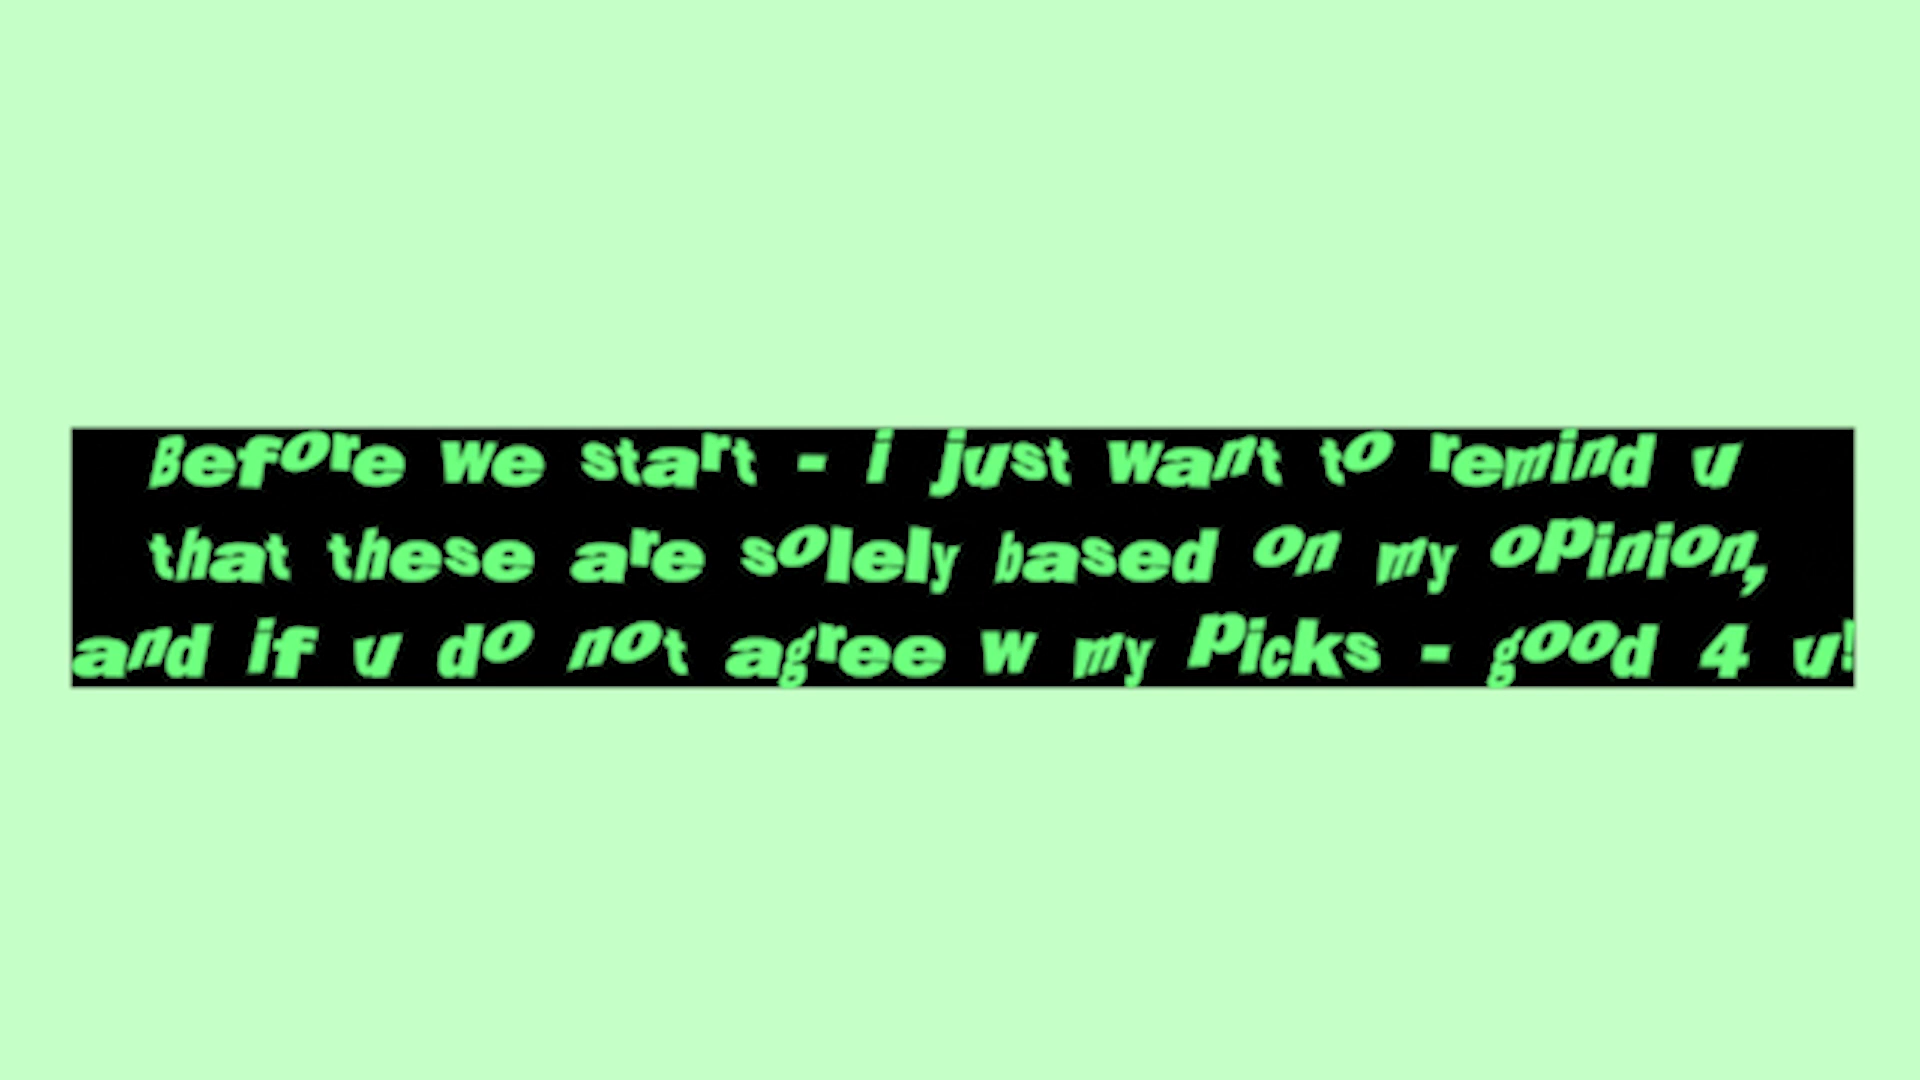 Before we start - i just want to remind u
that these are solely based on my opinion,
and if u do not agree w my picks - good 4 u!